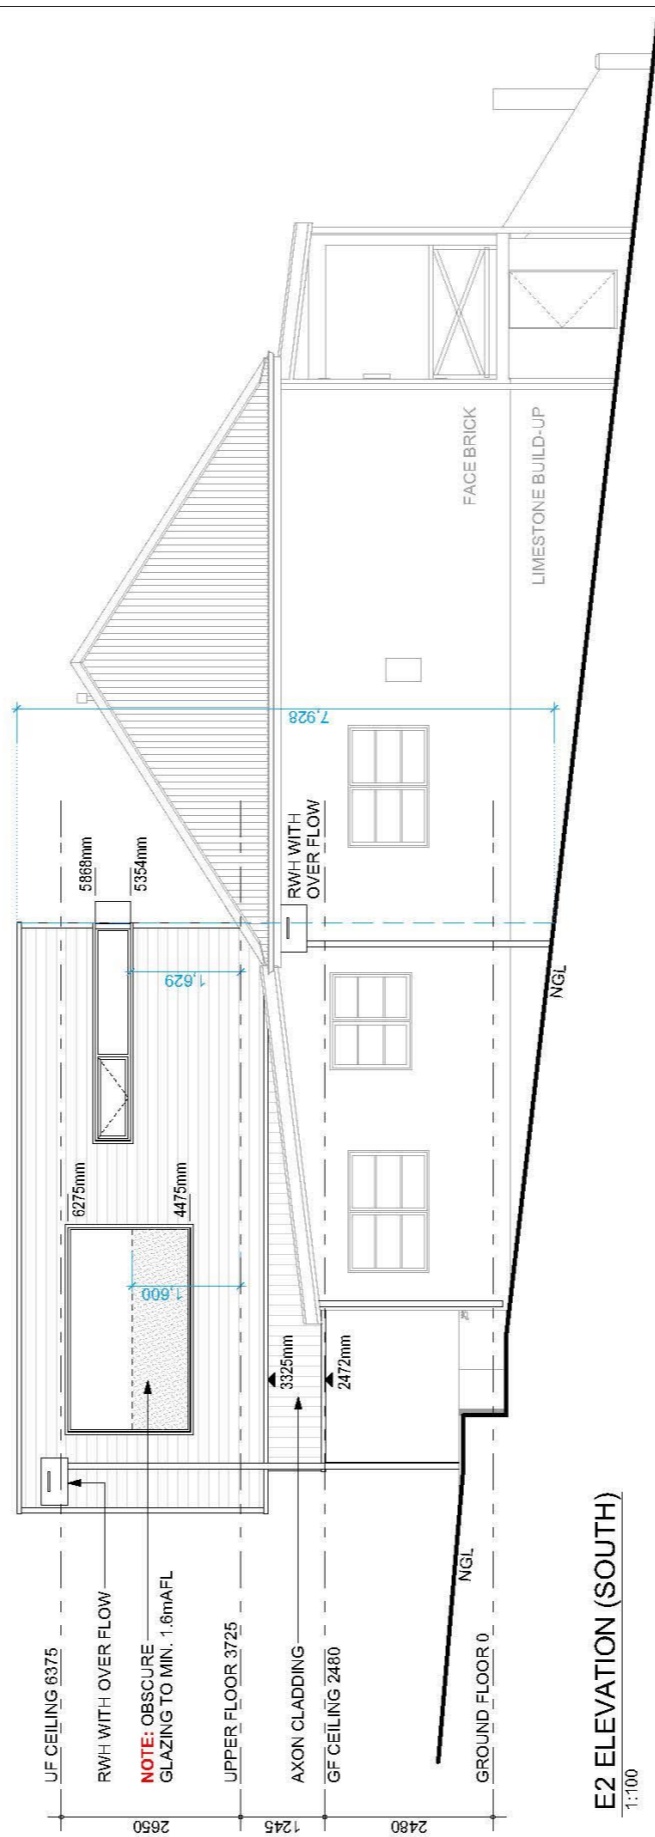 UF CEILING 6375
RWH WITH OVER FLOW
NOTE: OBSCURE
GLAZING TO MIN. 1.6mAFL
UPPER FLOOR 3725
AXON CLADDING
GF CEILING 2480
GROUND FLOOR 0
2650
1245
2480
6275mm
4475mm
1,600
3325mm
2472mm
5868mm
5354mm
1,629
7,928
RWH WITH
OVER FLOW
FACE BRICK
LIMESTONE BUILD-UP
NGL
NGL
E2 ELEVATION (SOUTH)
1:100